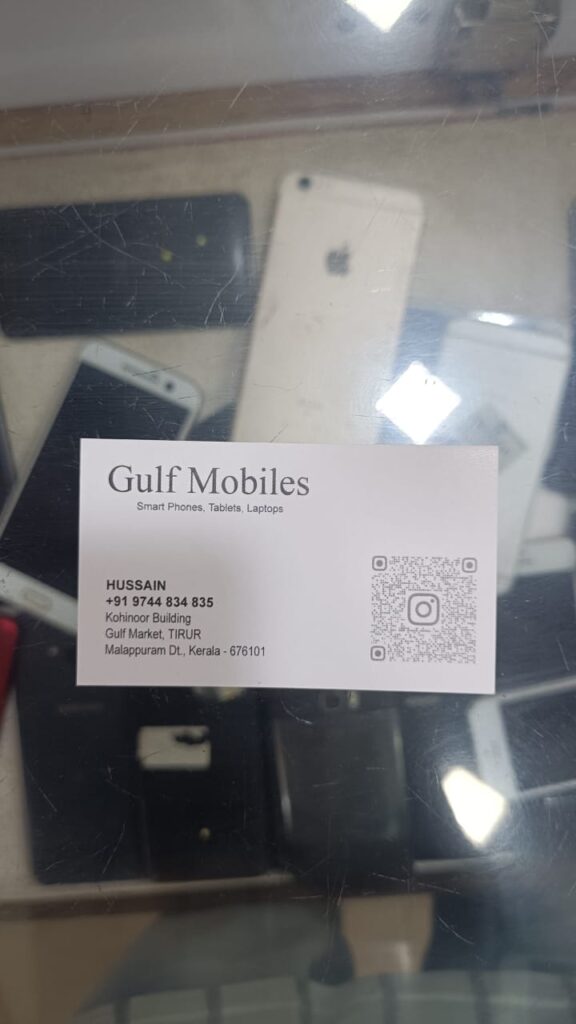 Gulf Mobiles
Smart Phones, Tablets, Laptops
HUSSAIN
+91 9744 834 835
Kohinoor Building
Gulf Market, TIRUR
Malappuram Dt., Kerala - 676101